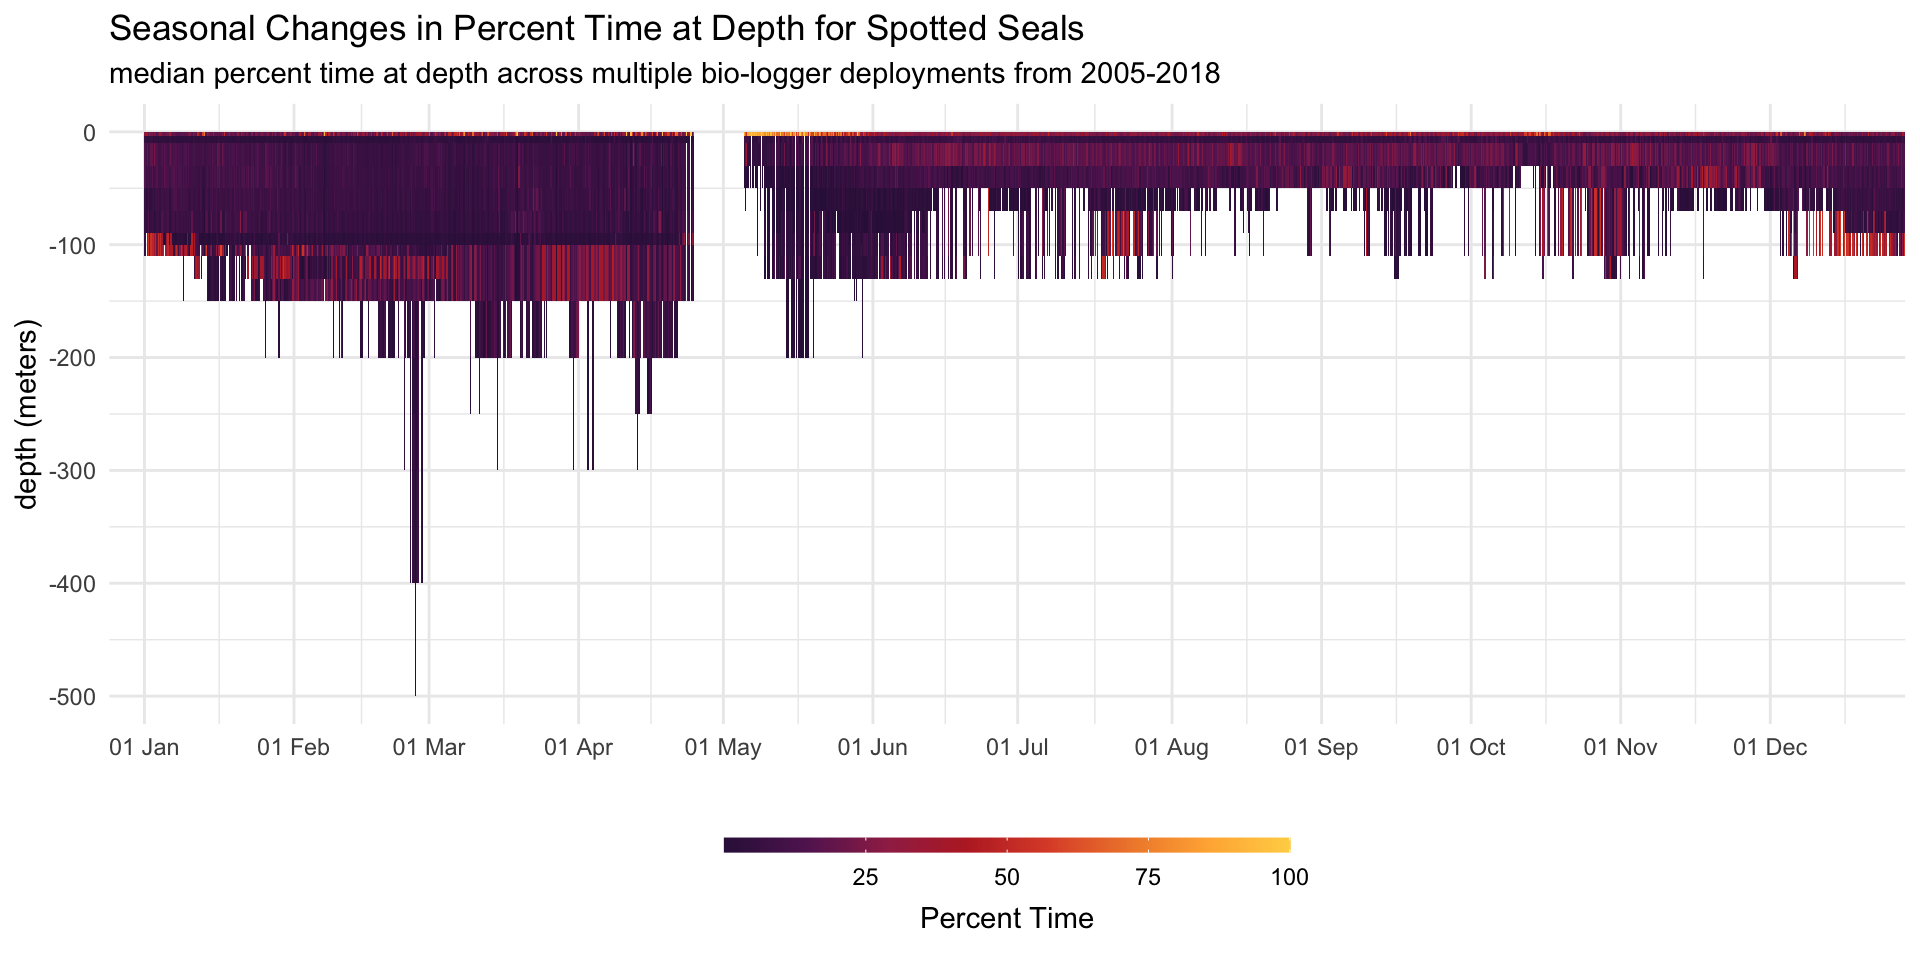 Seasonal Changes in Percent Time at Depth for Spotted Seals
median percent time at depth across multiple bio-logger deployments from 2005-2018
depth (meters)
0
-100
-200
-300
-400
-500
01 Jan 01 Feb 01 Mar 01 Apr 01 May 01 Jun 01 Jul 01 Aug 01 Sep 01 Oct 01 Nov 01 Dec
25 50 75 100
Percent Time